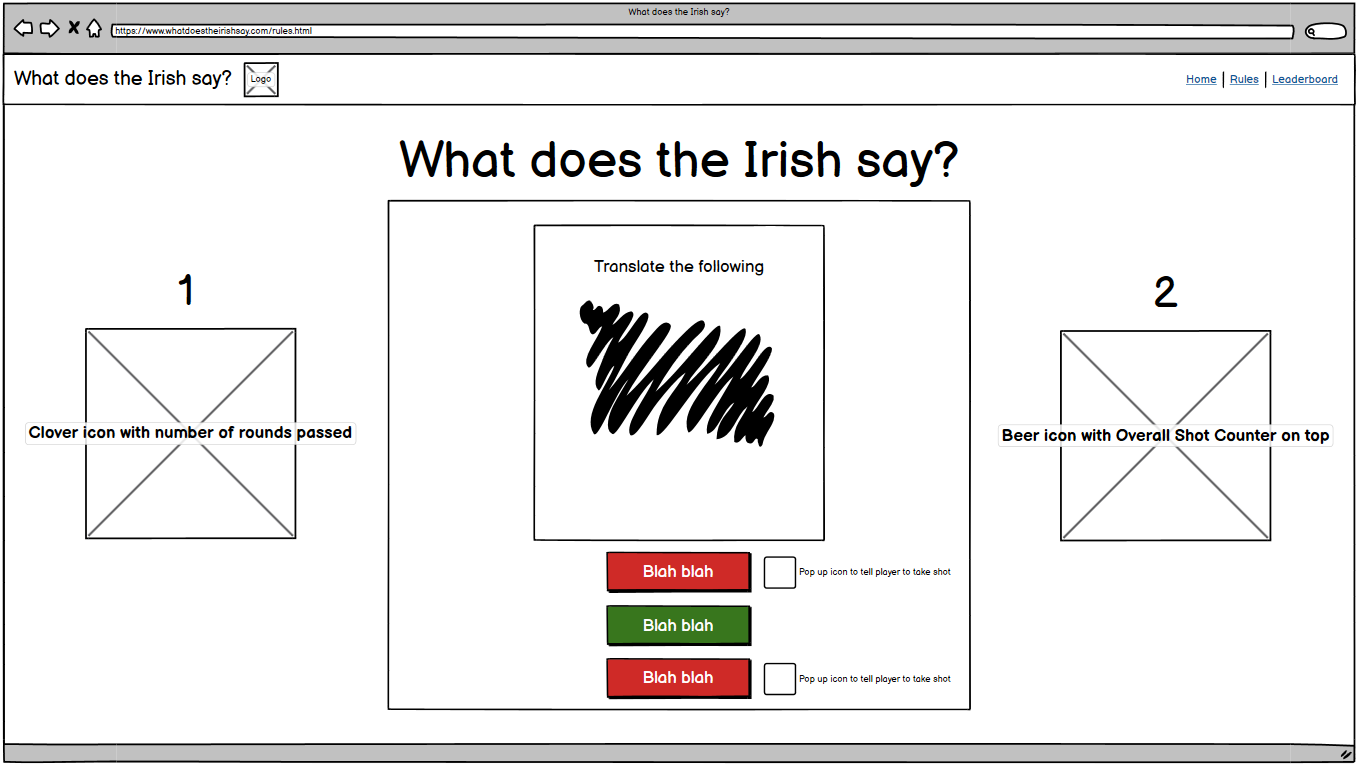 What does the Irish say?
https://www.whatdoestheirishsay.com/rules.html
What does the Irish say?
Logo
Home | Rules | Leaderboard
What does the Irish say?
Translate the following
1
Clover icon with number of rounds passed
2
Beer icon with Overall Shot Counter on top
Blah blah
Pop up icon to tell player to take shot
Blah blah
Blah blah
Pop up icon to tell player to take shot